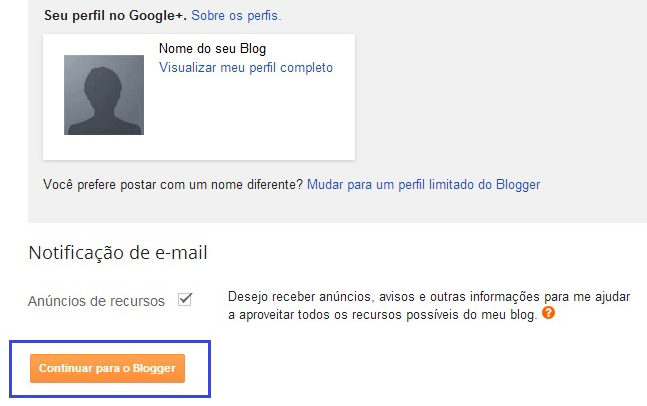 Seu perfil no Google+. Sobre os perfis.
Nome do seu Blog
Visualizar meu perfil completo
Você prefere postar com um nome diferente? Mudar para um perfil limitado do Blogger
Notificação de e-mail
Anúncios de recursos
Desejo receber anúncios, avisos e outras informações para me ajudar
a aproveitar todos os recursos possíveis do meu blog. ?
Continuar para o Blogger